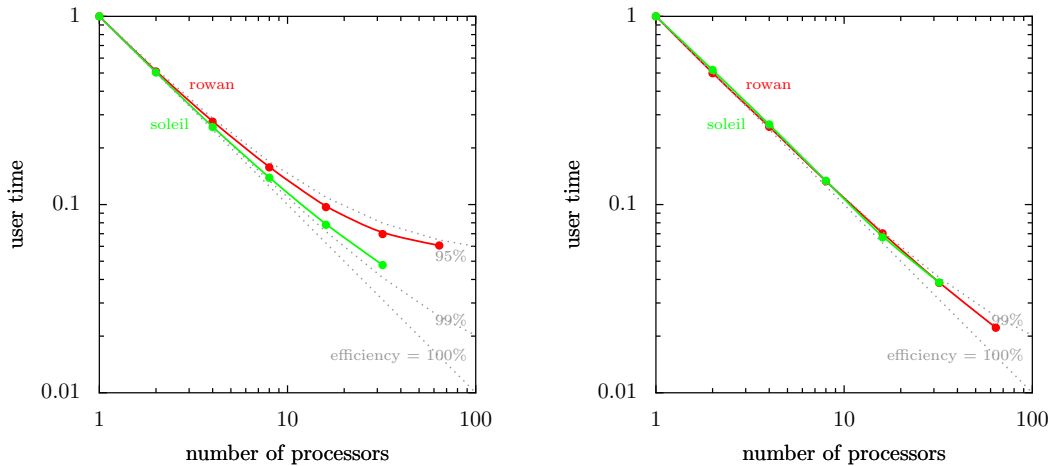 1
0.1
0.01
1
10
100
user time
number of processors
rowan
soleil
95%
99%
efficiency = 100%
1
0.1
0.01
1
10
100
user time
number of processors
rowan
soleil
99%
efficiency = 100%